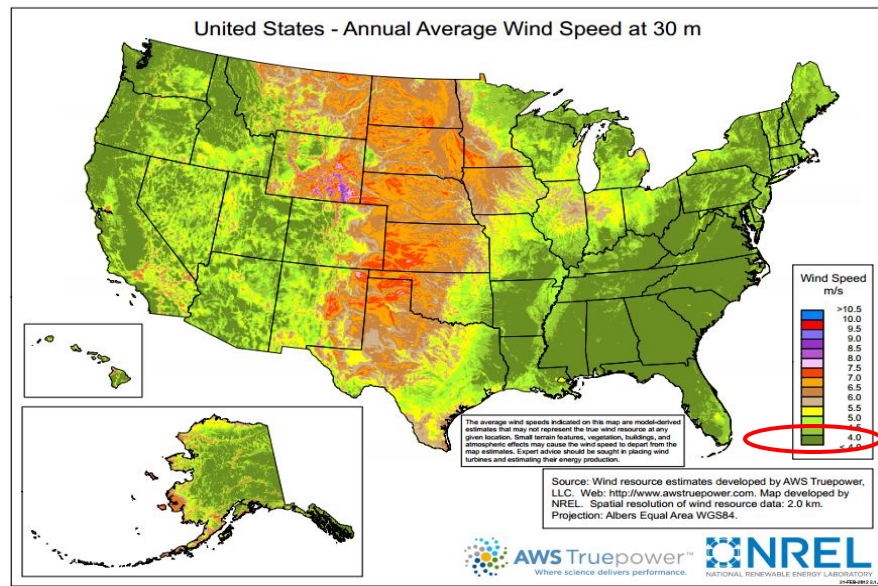 United States - Annual Average Wind Speed at 30 m
Wind Speed
m/s
>10.5
10.0
9.5
9.0
8.5
8.0
7.5
7.0
6.5
6.0
5.5
5.0
4.5
4.0
< 4.0
The average wind speeds indicated on this map are model-derived
estimates that may not represent the true wind resource at any
given location. Small terrain features, vegetation, buildings, and
atmospheric effects may cause the wind speed to depart from the
map estimates. Expert advice should be sought in placing wind
turbines and estimating their energy production.
Source: Wind resource estimates developed by AWS Truepower,
LLC. Web: http://www.awstruepower.com. Map developed by
NREL. Spatial resolution of wind resource data: 2.0 km.
Projection: Albers Equal Area WGS84.
AWS Truepower™
Where science delivers performance.
NREL
NATIONAL RENEWABLE ENERGY LABORATORY